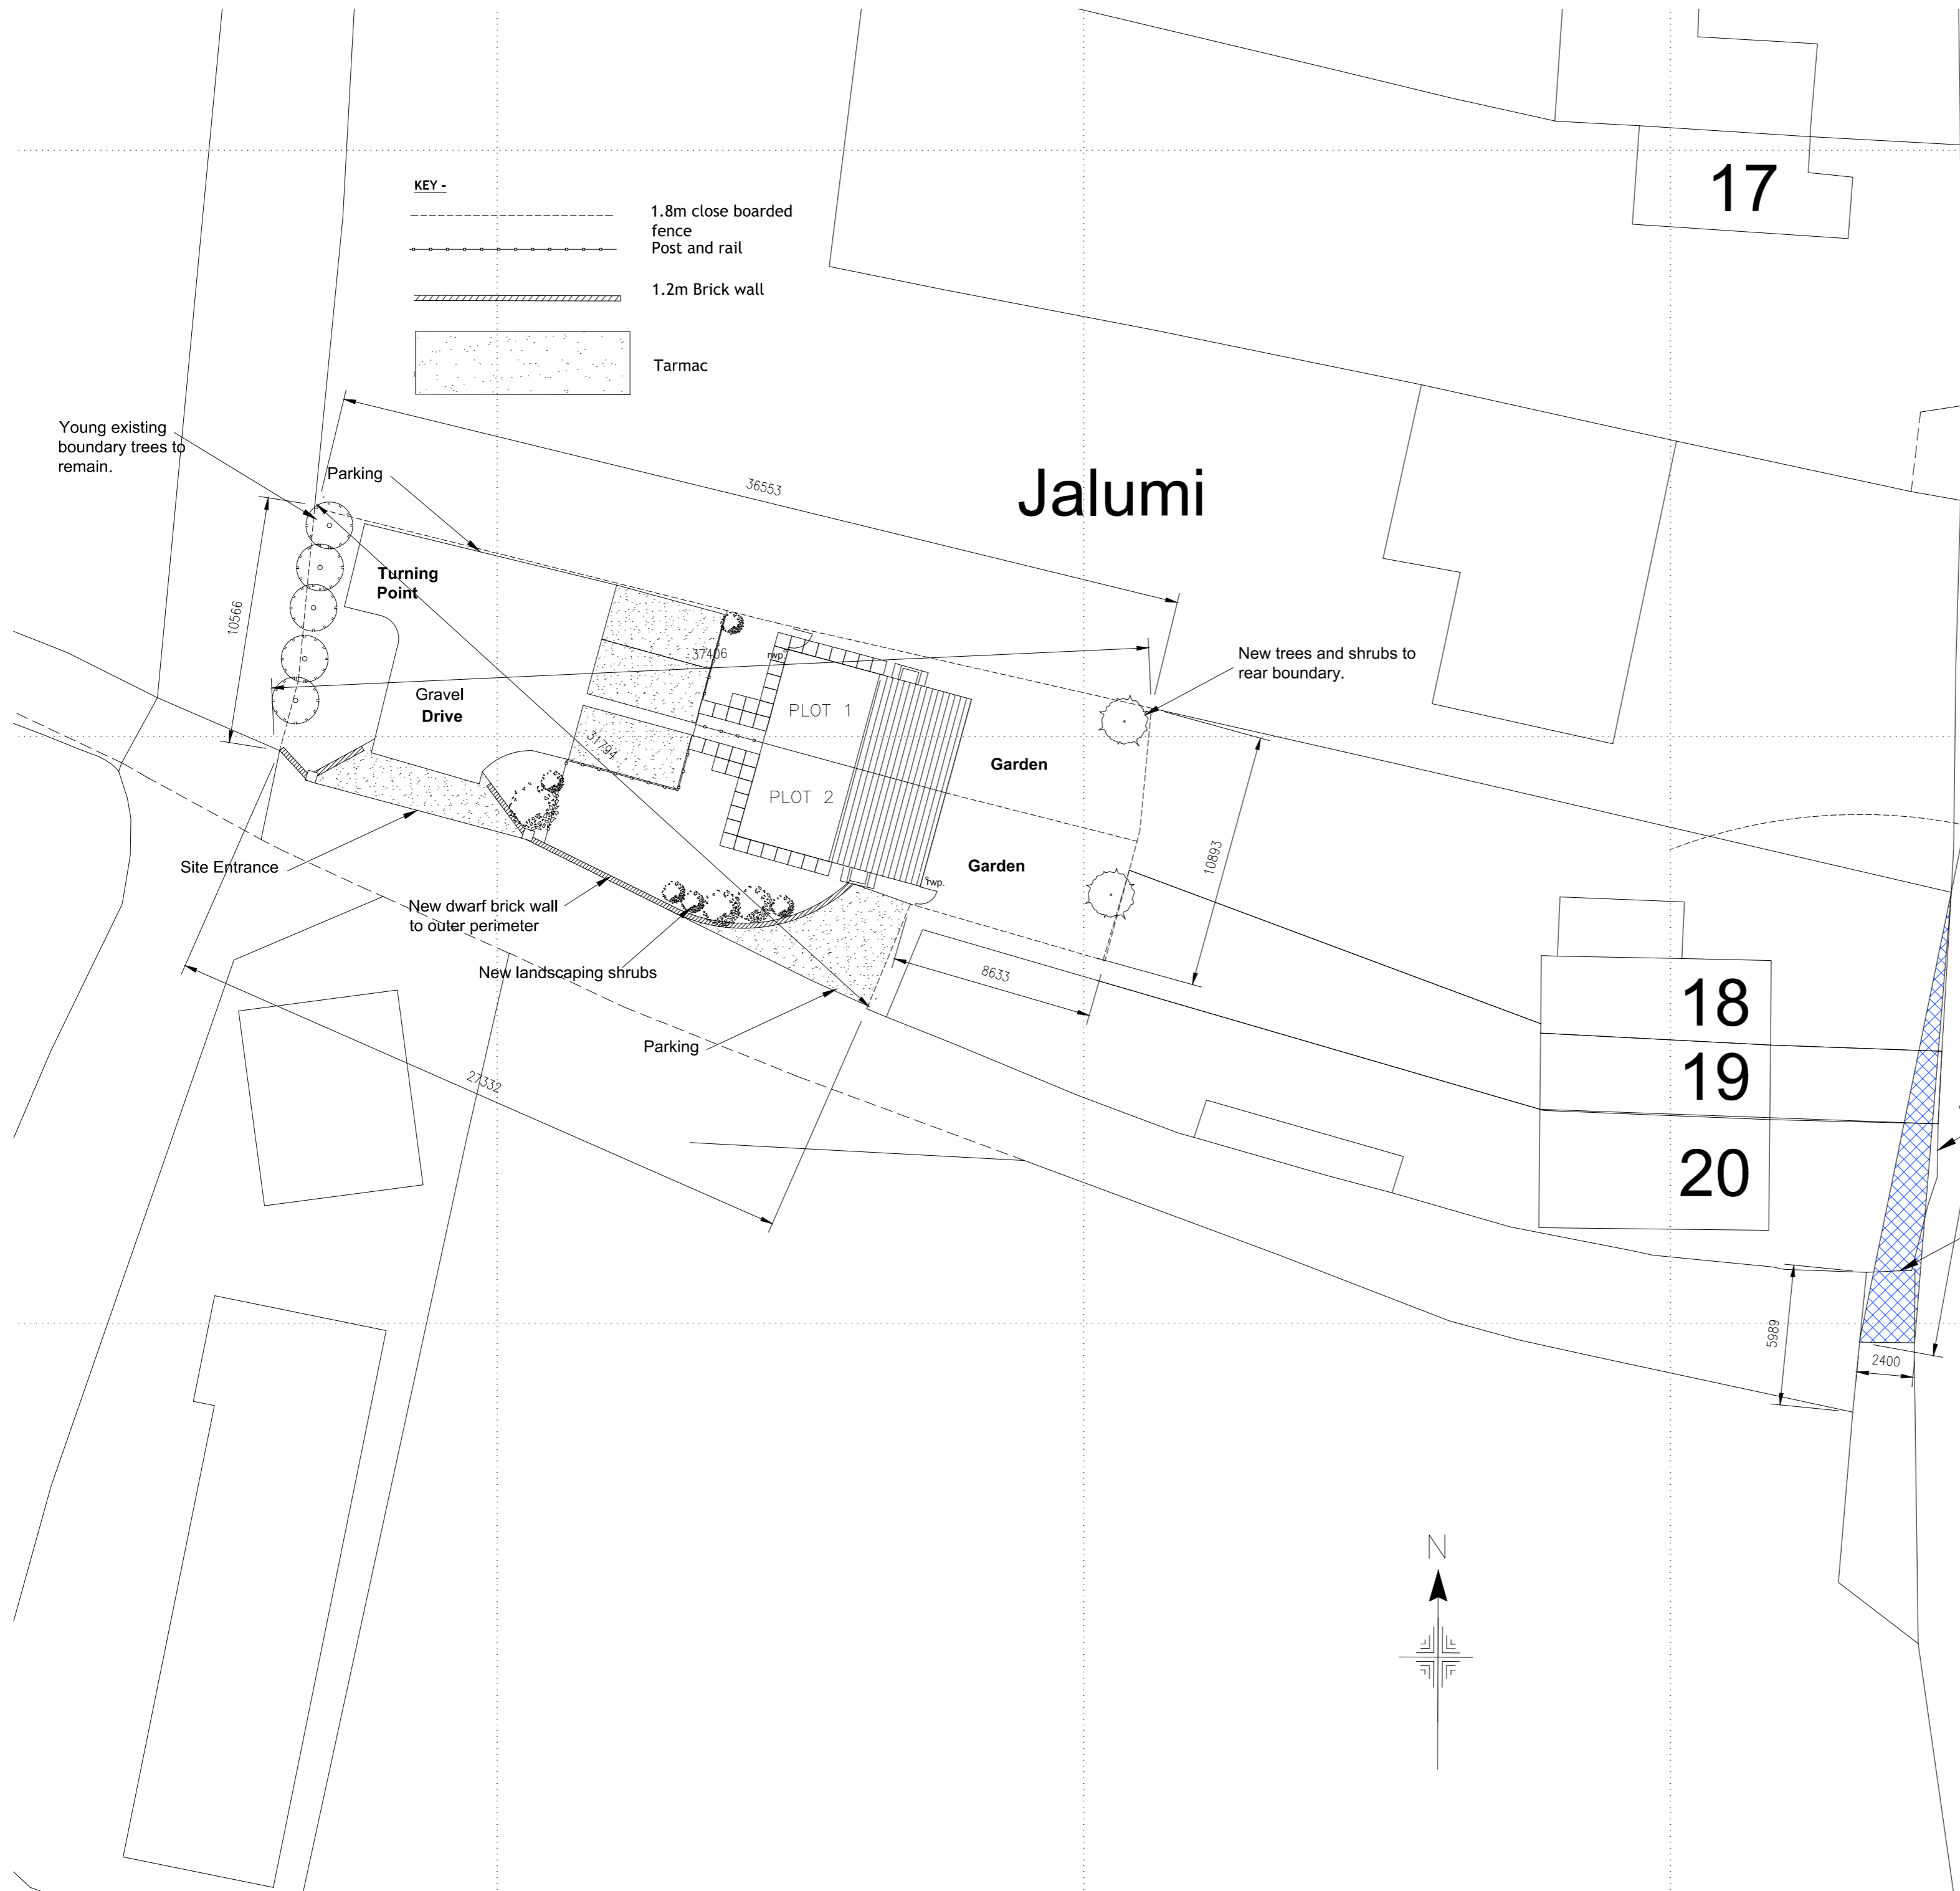 17
KEY -
1.8m close boarded
fence
Post and rail
1.2m Brick wall
Tarmac
Young existing
boundary trees to
remain.
Parking
36553
Jalumi
Turning
Point
10566
37406
rwp.
New trees and shrubs to
rear boundary.
Gravel
Drive
PLOT 1
31794
Garden
PLOT 2
10893
Site Entrance
Garden
rwp.
New dwarf brick wall
to outer perimeter
New landscaping shrubs
8633
18
Parking
19
27332
20
5989
2400
N